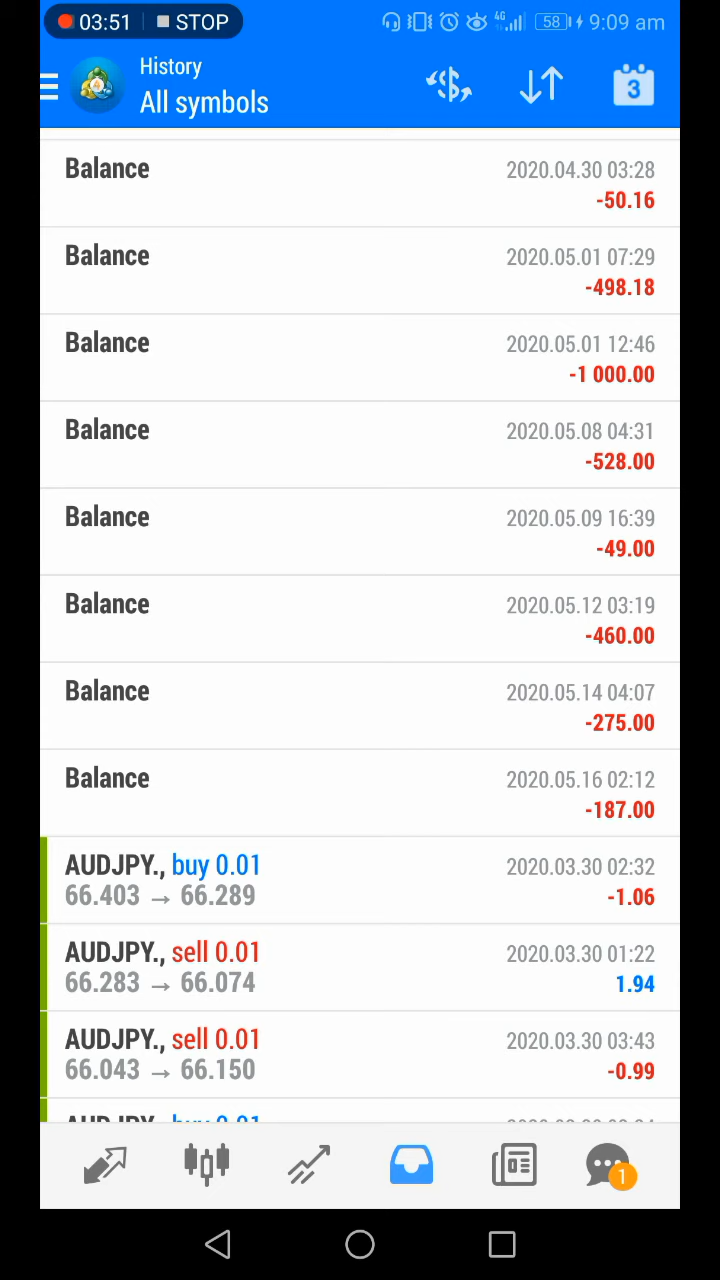 03:51 STOP 4G 58 9:09 am
History
All symbols
3
Balance 2020.04.30 03:28
-50.16
Balance 2020.05.01 07:29
-498.18
Balance 2020.05.01 12:46
-1 000.00
Balance 2020.05.08 04:31
-528.00
Balance 2020.05.09 16:39
-49.00
Balance 2020.05.12 03:19
-460.00
Balance 2020.05.14 04:07
-275.00
Balance 2020.05.16 02:12
-187.00
AUDJPY., buy 0.01 2020.03.30 02:32
66.403 → 66.289 -1.06
AUDJPY., sell 0.01 2020.03.30 01:22
66.283 → 66.074 1.94
AUDJPY., sell 0.01 2020.03.30 03:43
66.043 → 66.150 -0.99
AUDJPY., buy 0.01
1